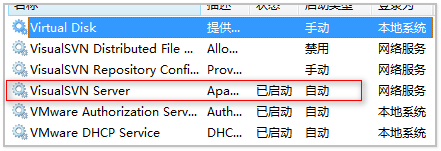 名称 描述 状态 启动类型 登录为
Virtual Disk 提供... 手动 本地系统
VisualSVN Distributed File ... Allo... 禁用 网络服务
VisualSVN Repository Confi... Prov... 手动 网络服务
VisualSVN Server Apa... 已启动 自动 网络服务
VMware Authorization Serv... Auth... 已启动 自动 本地系统
VMware DHCP Service DHC... 已启动 自动 本地系统